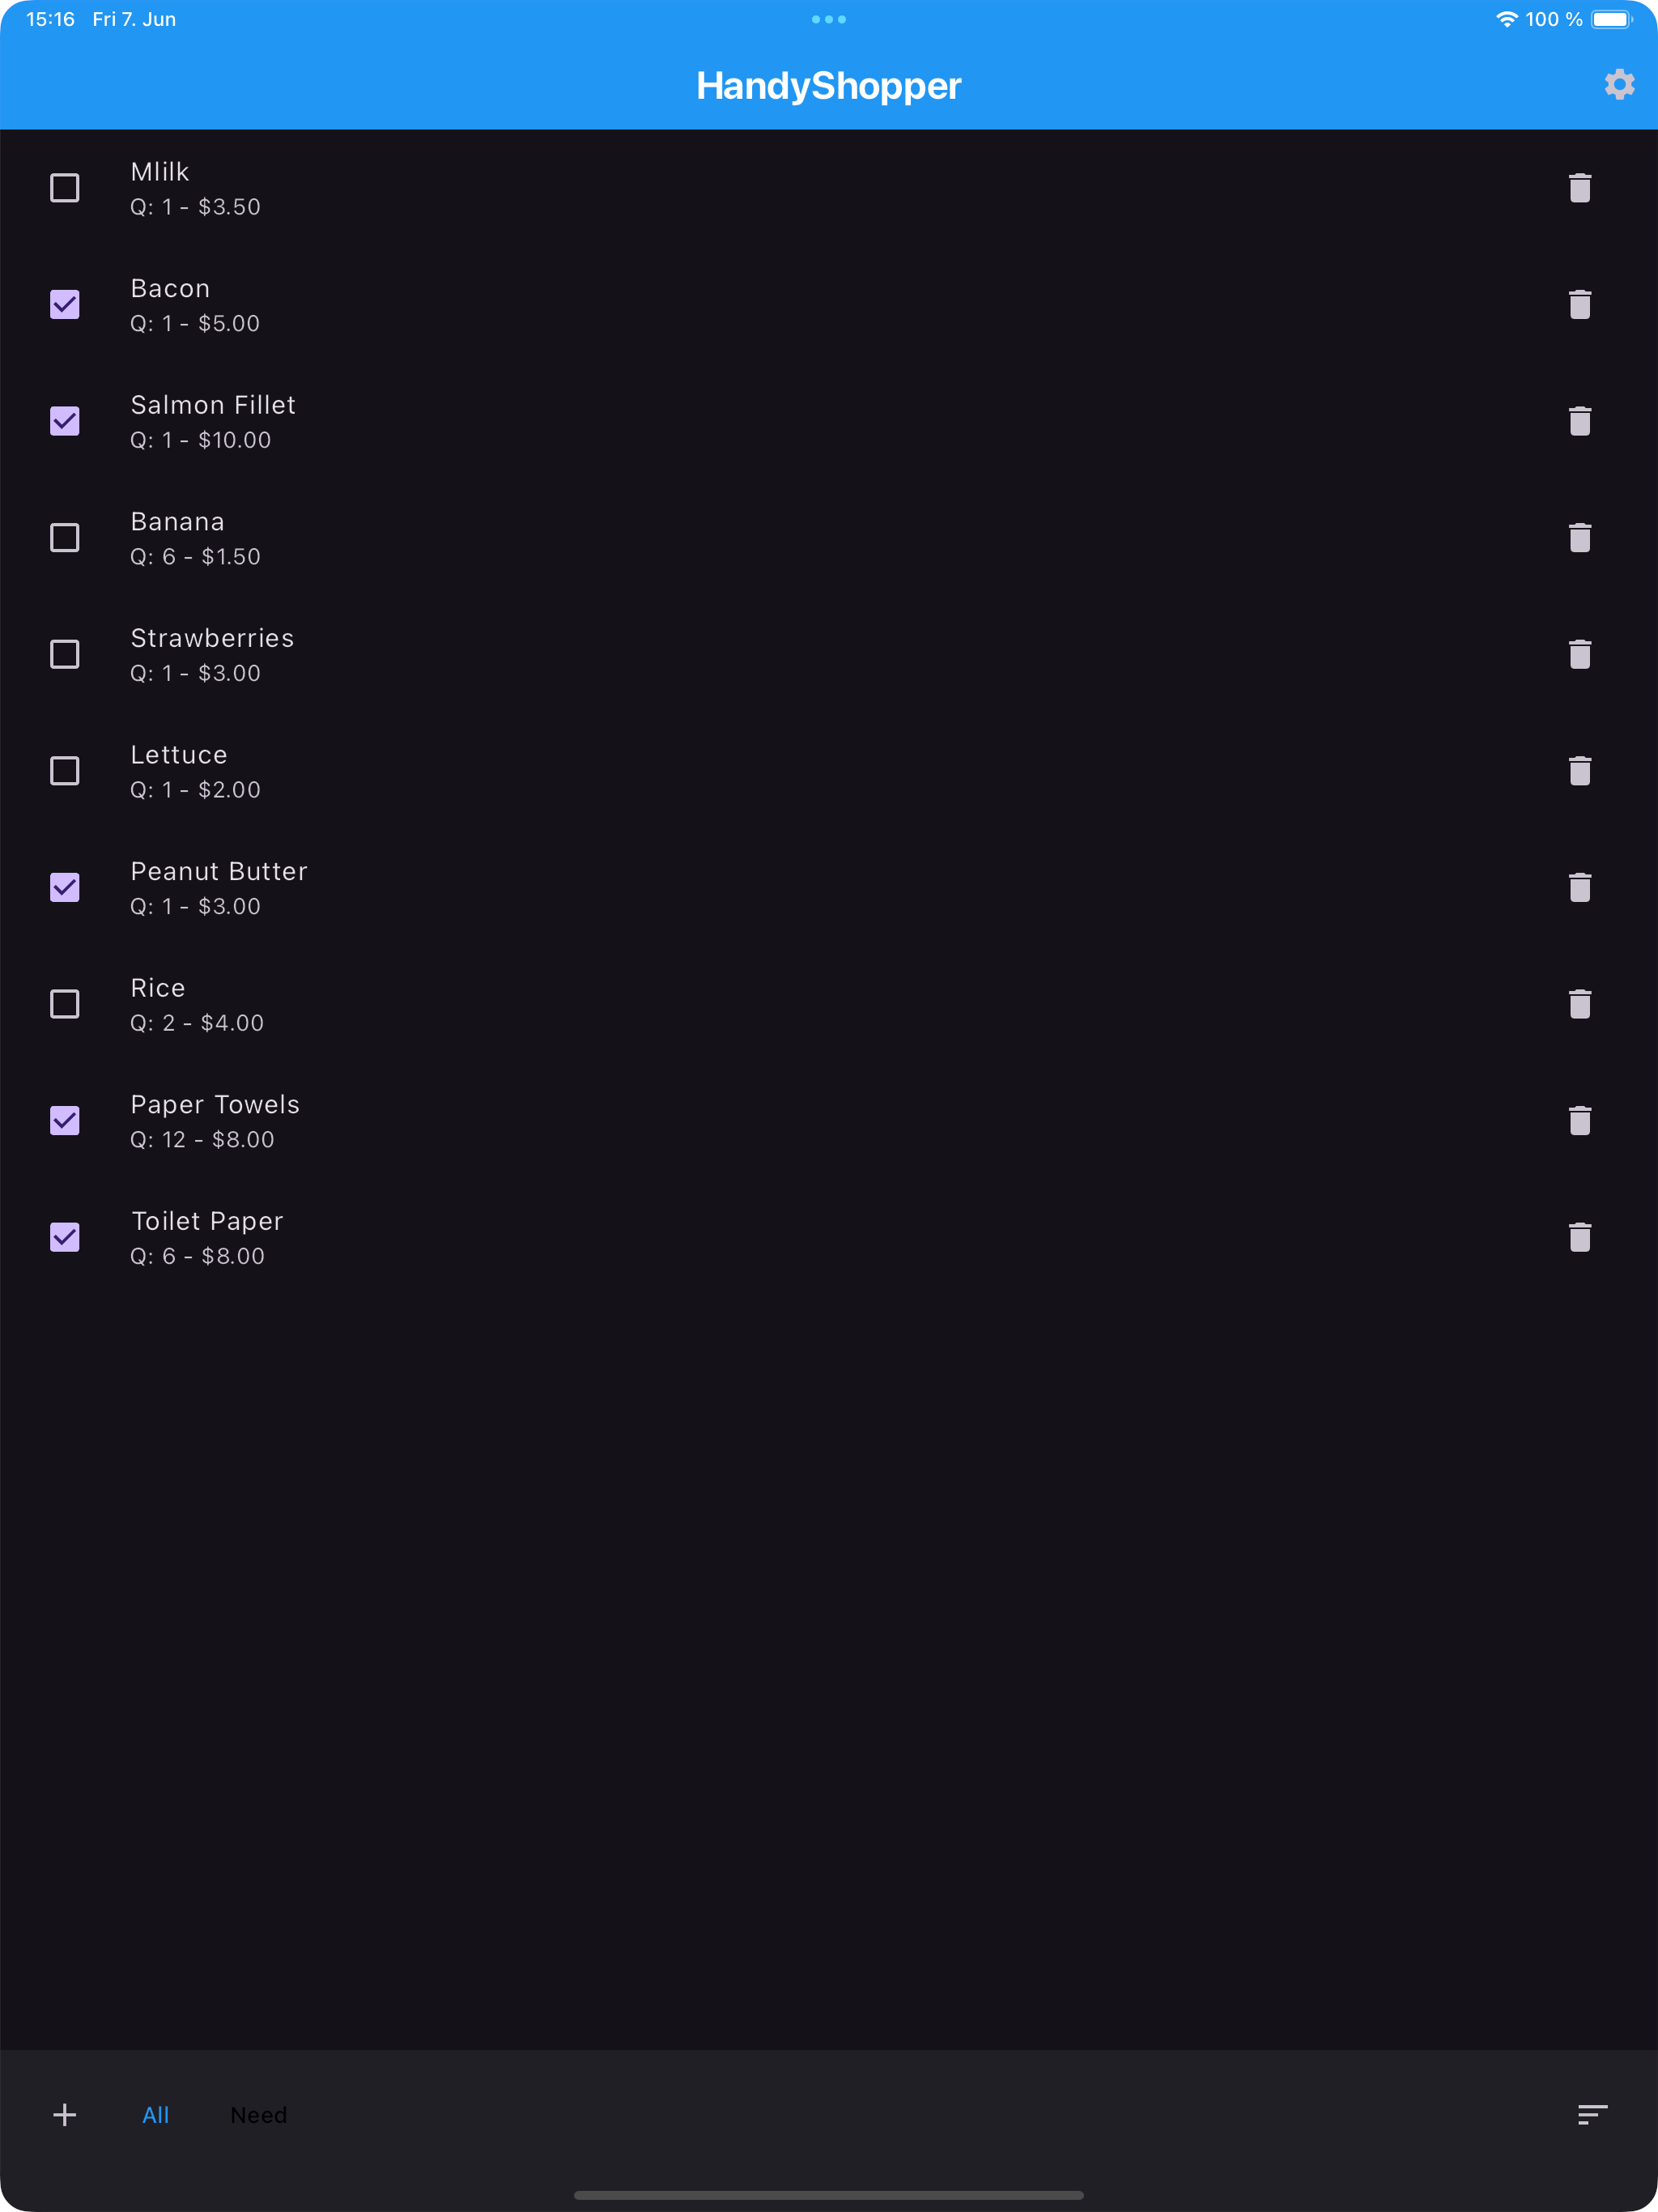 15:16 Fri 7. Jun 100 %
HandyShopper
Mlilk
Q: 1 - $3.50
Bacon
Q: 1 - $5.00
Salmon Fillet
Q: 1 - $10.00
Banana
Q: 6 - $1.50
Strawberries
Q: 1 - $3.00
Lettuce
Q: 1 - $2.00
Peanut Butter
Q: 1 - $3.00
Rice
Q: 2 - $4.00
Paper Towels
Q: 12 - $8.00
Toilet Paper
Q: 6 - $8.00
All Need